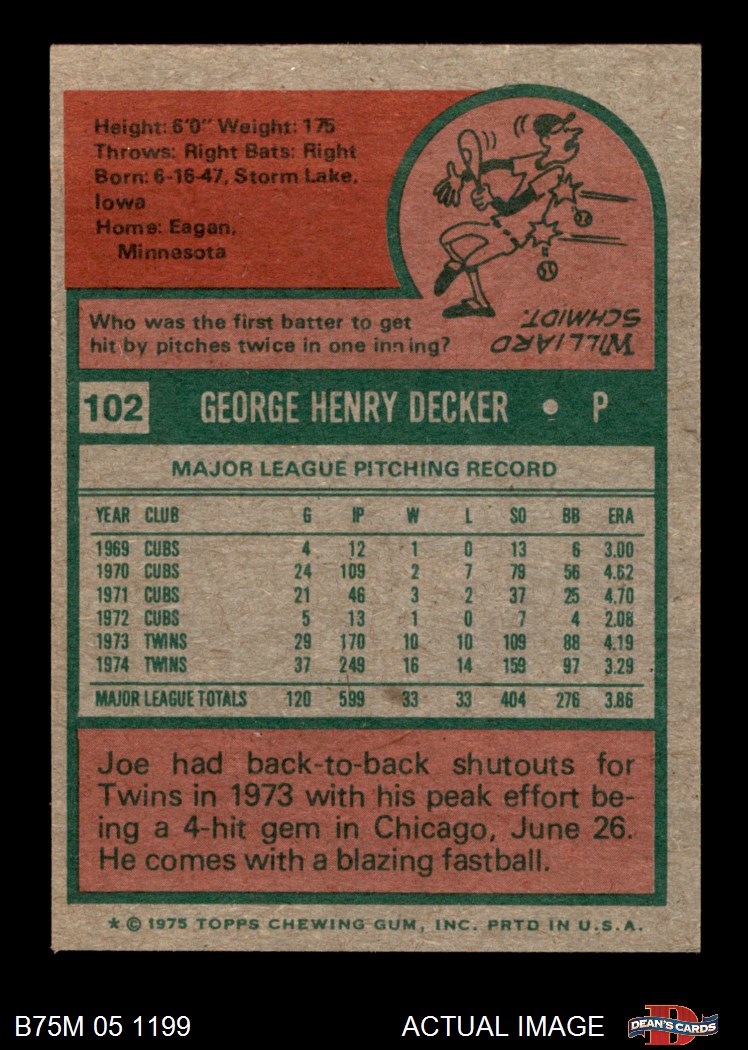 Height: 6'0" Weight: 175
Throws: Right Bats: Right
Born: 6-16-47, Storm Lake,
Iowa
Home: Eagan,
Minnesota
Who was the first batter to get
hit by pitches twice in one inning?
WILLIARD
SCHMIDT.
102 GEORGE HENRY DECKER • P
MAJOR LEAGUE PITCHING RECORD
YEAR CLUB G IP W L SO BB ERA
1969 CUBS 4 12 1 0 13 6 3.00
1970 CUBS 24 109 2 7 79 56 4.62
1971 CUBS 21 46 3 2 37 25 4.70
1972 CUBS 5 13 1 0 7 4 2.08
1973 TWINS 29 170 10 10 109 88 4.19
1974 TWINS 37 249 16 14 159 97 3.29
MAJOR LEAGUE TOTALS 120 599 33 33 404 276 3.86
Joe had back-to-back shutouts for
Twins in 1973 with his peak effort be-
ing a 4-hit gem in Chicago, June 26.
He comes with a blazing fastball.
* © 1975 TOPPS CHEWING GUM, INC. PRTD IN U.S.A.
B75M 05 1199 ACTUAL IMAGE DEAN'S CARDS